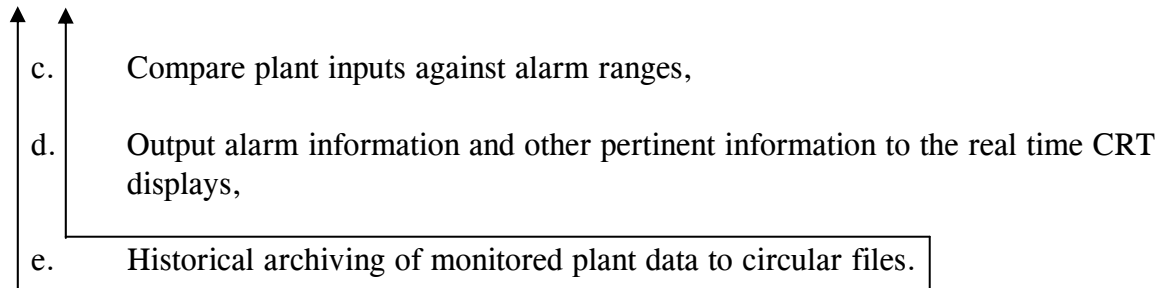 c. Compare plant inputs against alarm ranges,
d. Output alarm information and other pertinent information to the real time CRT
displays,
e. Historical archiving of monitored plant data to circular files.